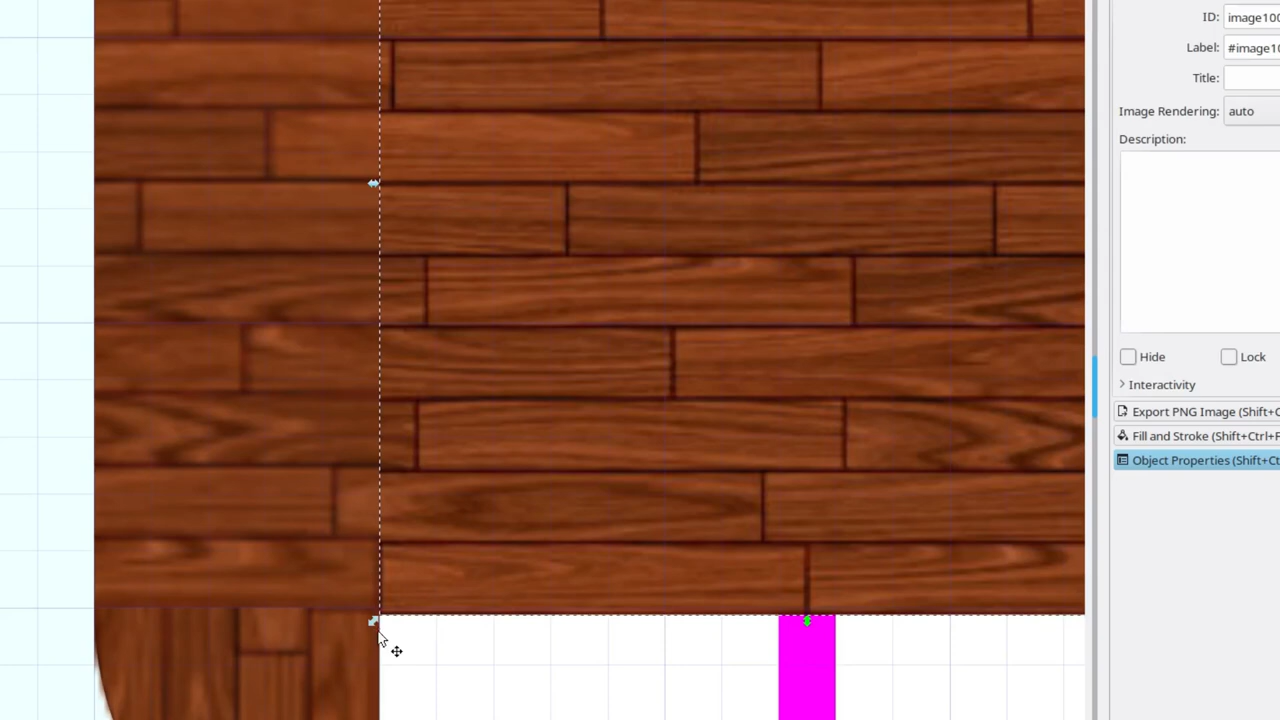 ID: image100
Label: #image10
Title:
Image Rendering: auto
Description:
Hide Lock
Interactivity
Export PNG Image (Shift+C
Fill and Stroke (Shift+Ctrl+F
Object Properties (Shift+Ct